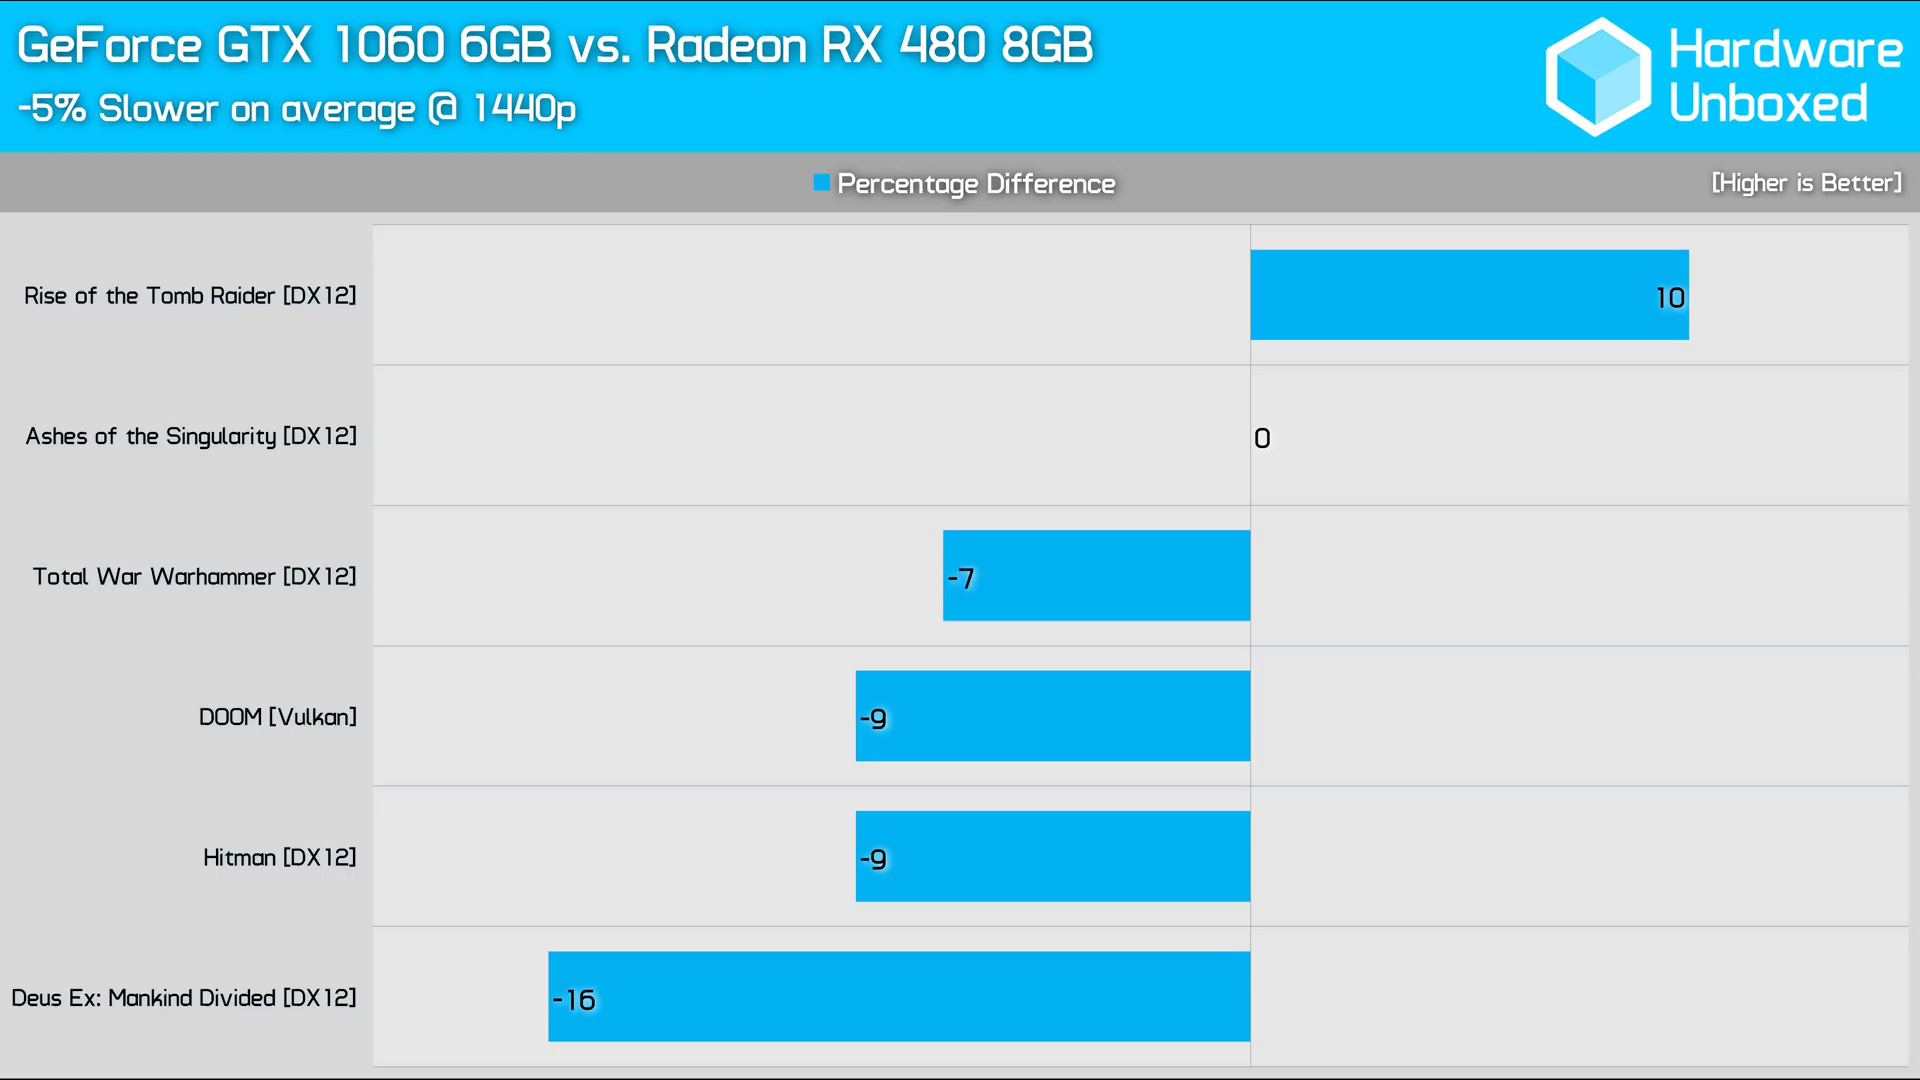 GeForce GTX 1060 6GB vs. Radeon RX 480 8GB
-5% Slower on average @ 1440p
Hardware
Unboxed
Percentage Difference
[Higher is Better]
Rise of the Tomb Raider [DX12]
10
Ashes of the Singularity [DX12]
0
Total War Warhammer [DX12]
-7
DOOM [Vulkan]
-9
Hitman [DX12]
-9
Deus Ex: Mankind Divided [DX12]
-16